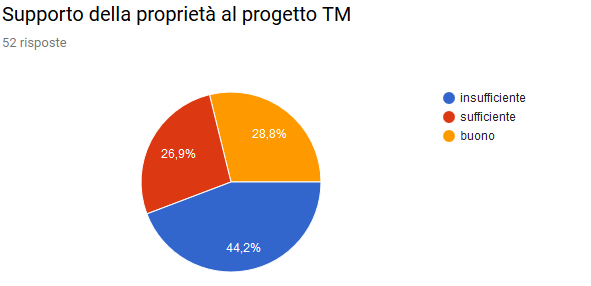 Supporto della proprietà al progetto TM
52 risposte
insufficiente
sufficiente
buono
28,8%
26,9%
44,2%